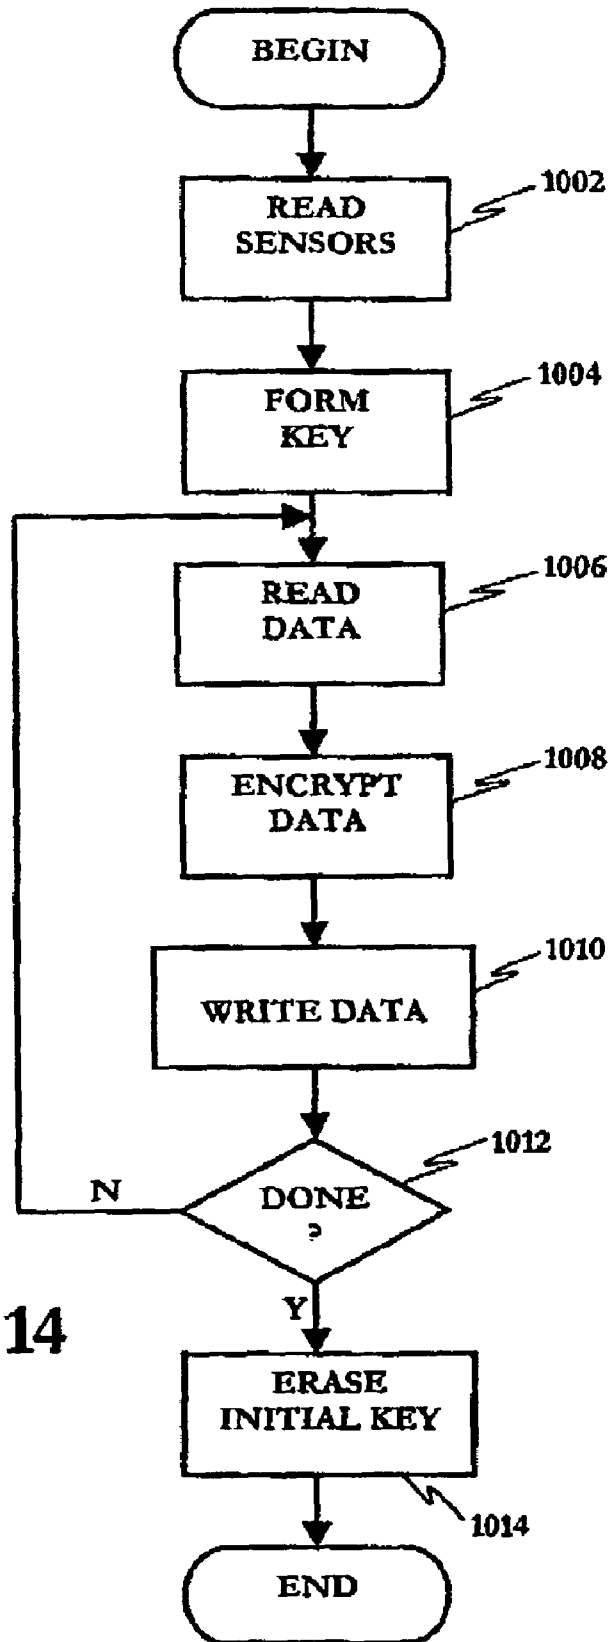 BEGIN
READ
SENSORS
1002
FORM
KEY
1004
READ
DATA
1006
ENCRYPT
DATA
1008
WRITE DATA
1010
DONE
?
1012
N
Y
14
ERASE
INITIAL KEY
1014
END